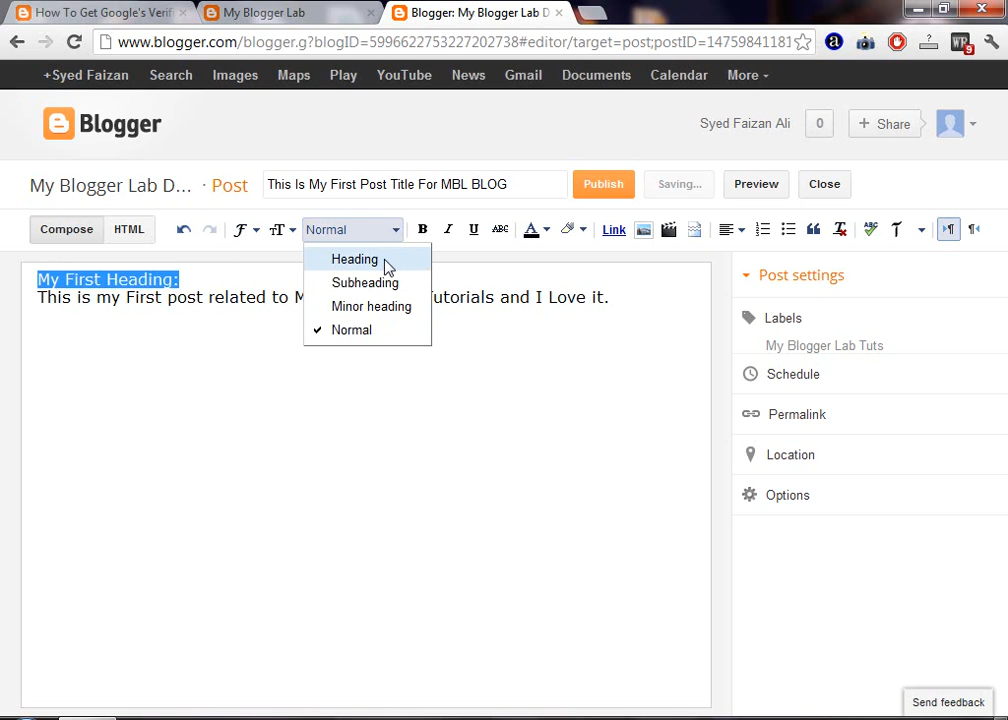 How To Get Google's Verifi
My Blogger Lab
Blogger: My Blogger Lab D
www.blogger.com/blogger.g?blogID=5996622753227202738#editor/target=post;postID=14759841181
+Syed Faizan Search Images Maps Play YouTube News Gmail Documents Calendar More
Blogger
Syed Faizan Ali 0 + Share
My Blogger Lab D... · Post This Is My First Post Title For MBL BLOG Publish Saving... Preview Close
Compose HTML Normal B I U ABC A Link
Heading
Subheading
Minor heading
Normal
My First Heading:
This is my First post related to M Tutorials and I Love it.
Post settings
Labels
My Blogger Lab Tuts
Schedule
Permalink
Location
Options
Send feedback